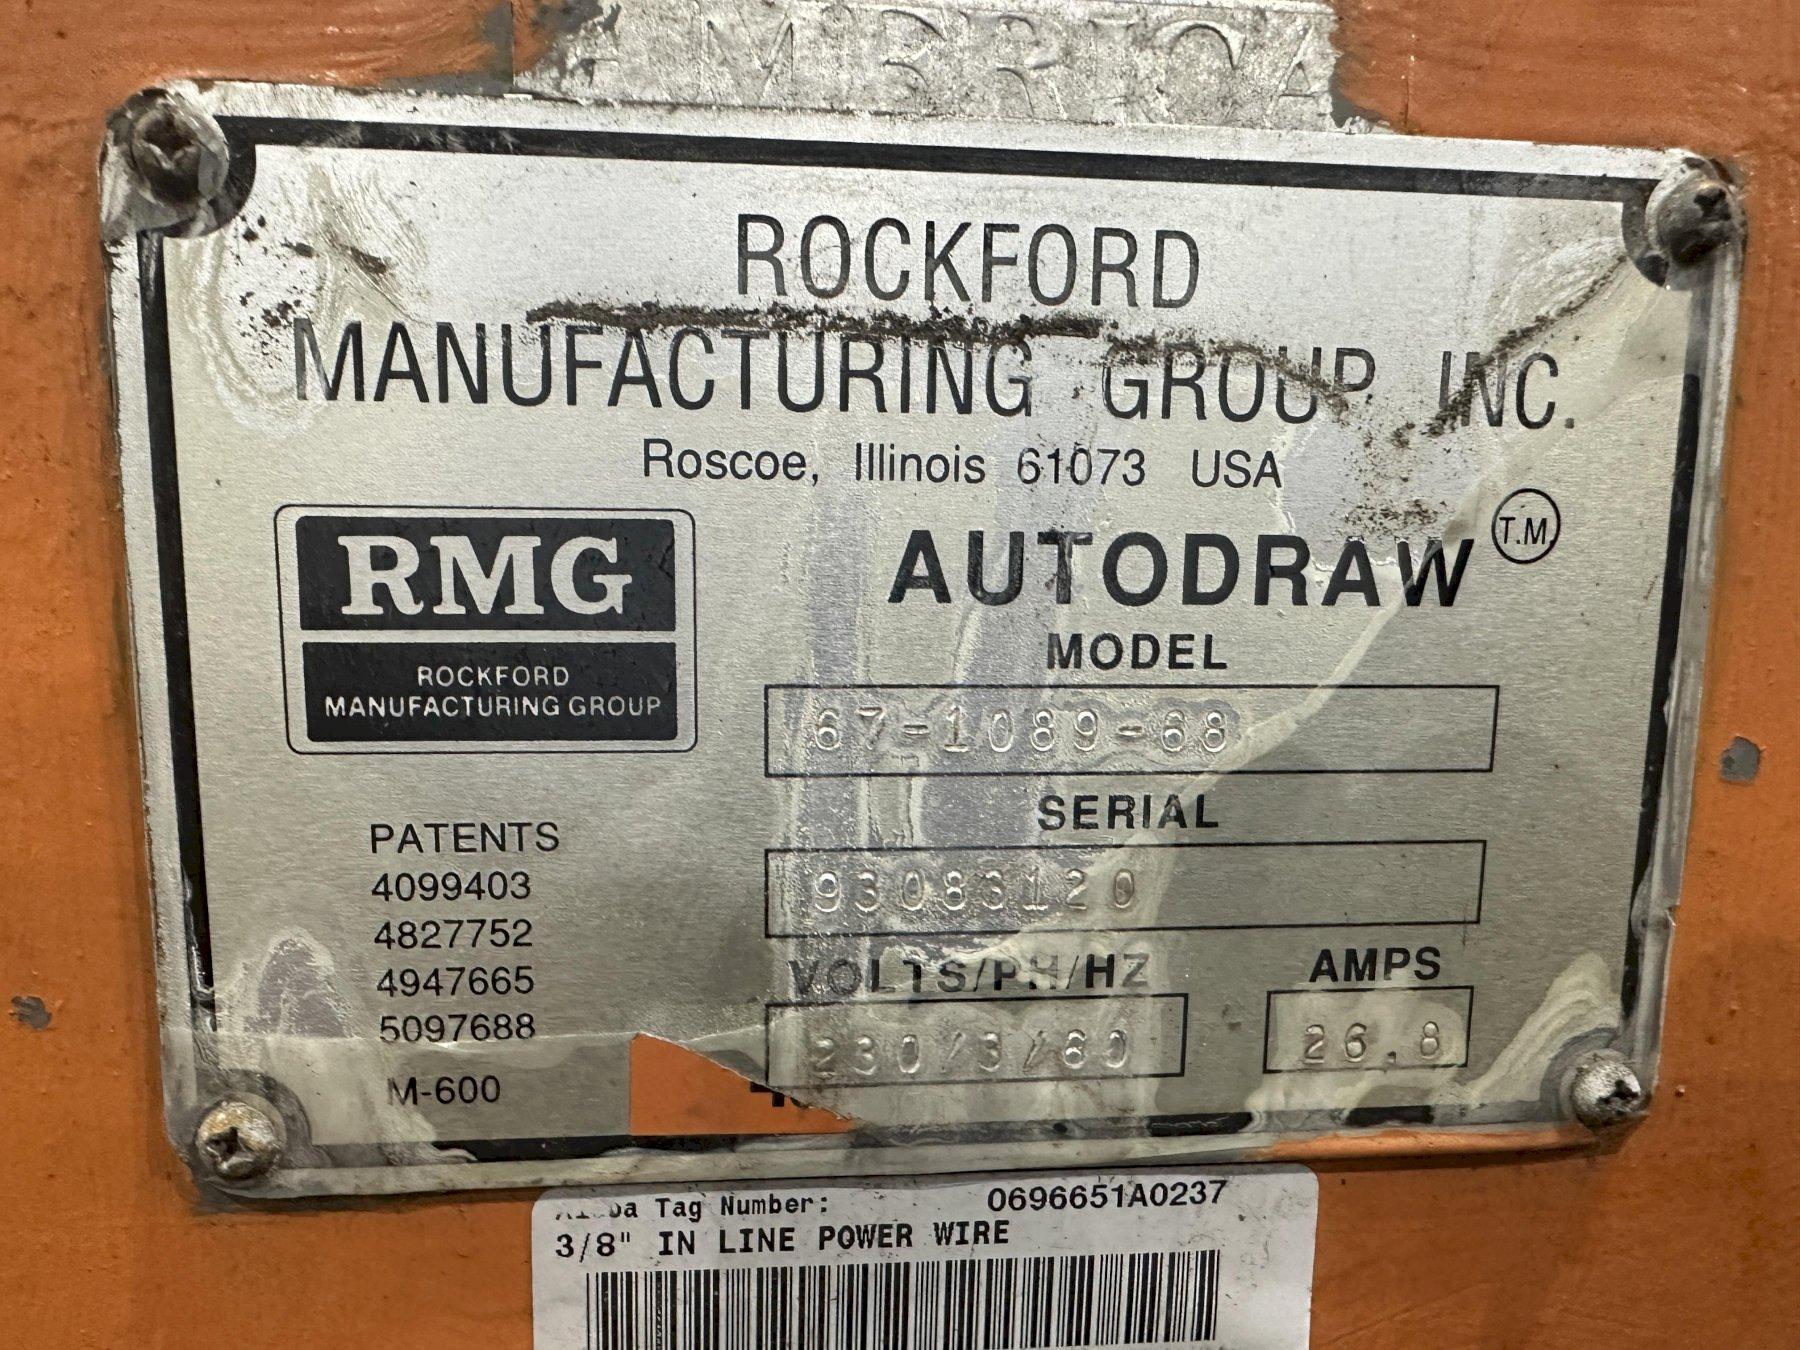 AMERICA
ROCKFORD
MANUFACTURING GROUP, INC.
Roscoe, Illinois 61073 USA
RMG
ROCKFORD
MANUFACTURING GROUP
AUTODRAW T.M.
MODEL
67-1089-68
SERIAL
93083120
PATENTS
4099403
4827752
4947665
5097688
M-600
VOLTS/PH/HZ
230/3/60
AMPS
26.8
Tag Number: 0696651A0237
3/8" IN LINE POWER WIRE